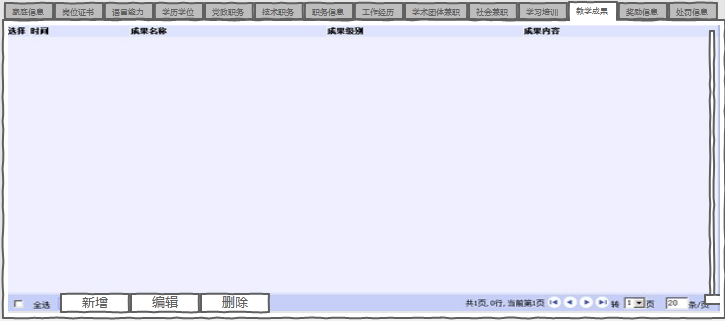 家庭信息 岗位证书 语言能力 学历学位 党政职务 技术职务 职务信息 工作经历 学术团体兼职 社会兼职 学习培训 教学成果 奖励信息 处罚信息
选择 时间 成果名称 成果级别 成果内容
全选 新增 编辑 删除 共1页,0行,当前第1页 转 1 页 20 条/页